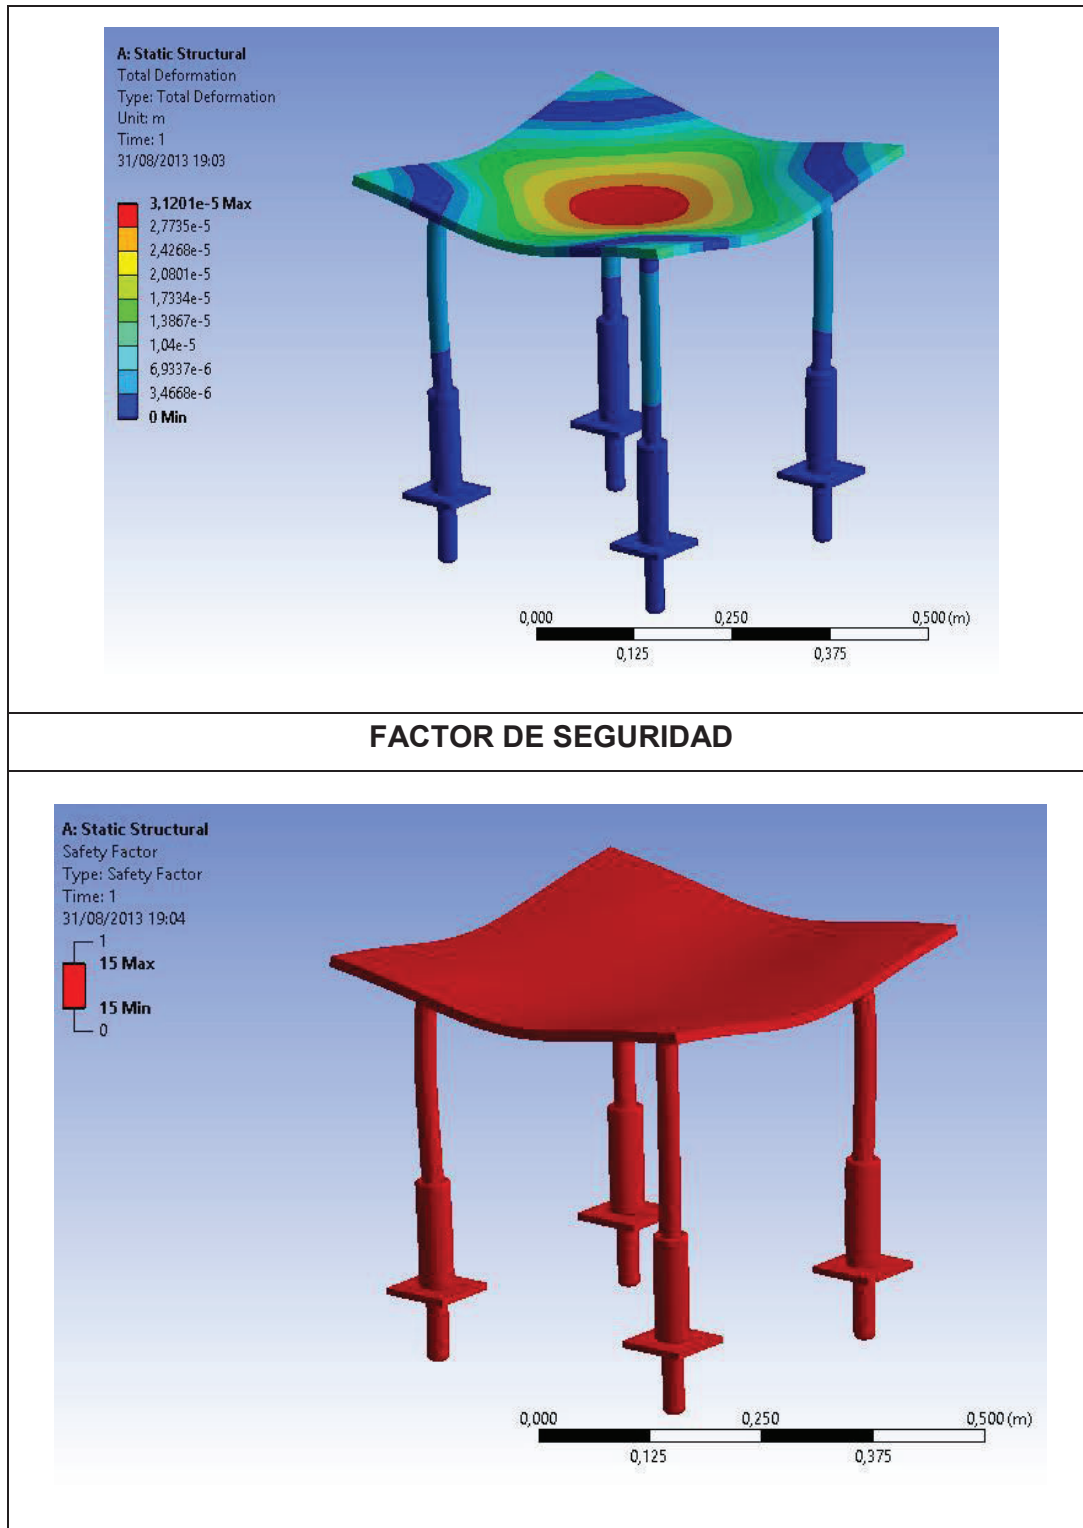 A: Static Structural
Total Deformation
Type: Total Deformation
Unit: m
Time: 1
31/08/2013 19:03
3,1201e-5 Max
2,7735e-5
2,4268e-5
2,0801e-5
1,7334e-5
1,3867e-5
1,04e-5
6,9337e-6
3,4668e-6
0 Min
0,000 0,250 0,500 (m)
0,125 0,375
FACTOR DE SEGURIDAD
A: Static Structural
Safety Factor
Type: Safety Factor
Time: 1
31/08/2013 19:04
1
15 Max
15 Min
0
0,000 0,250 0,500 (m)
0,125 0,375